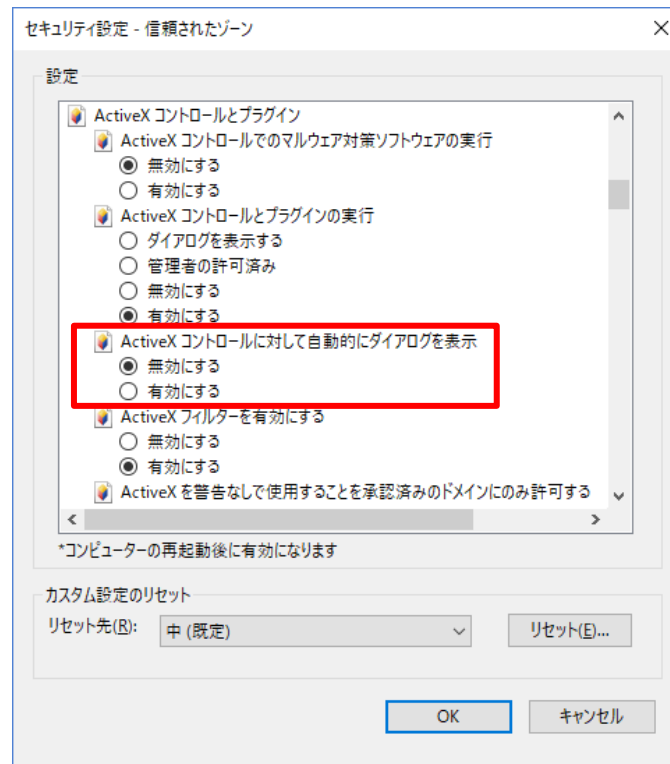 セキュリティ設定 - 信頼されたゾーン
設定
ActiveX コントロールとプラグイン
ActiveX コントロールでのマルウェア対策ソフトウェアの実行
無効にする
有効にする
ActiveX コントロールとプラグインの実行
ダイアログを表示する
管理者の許可済み
無効にする
有効にする
ActiveX コントロールに対して自動的にダイアログを表示
無効にする
有効にする
ActiveX フィルターを有効にする
無効にする
有効にする
ActiveX を警告なしで使用することを承認済みのドメインにのみ許可する
*コンピューターの再起動後に有効になります
カスタム設定のリセット
リセット先(R): 中 (既定) リセット(E)...
OK キャンセル